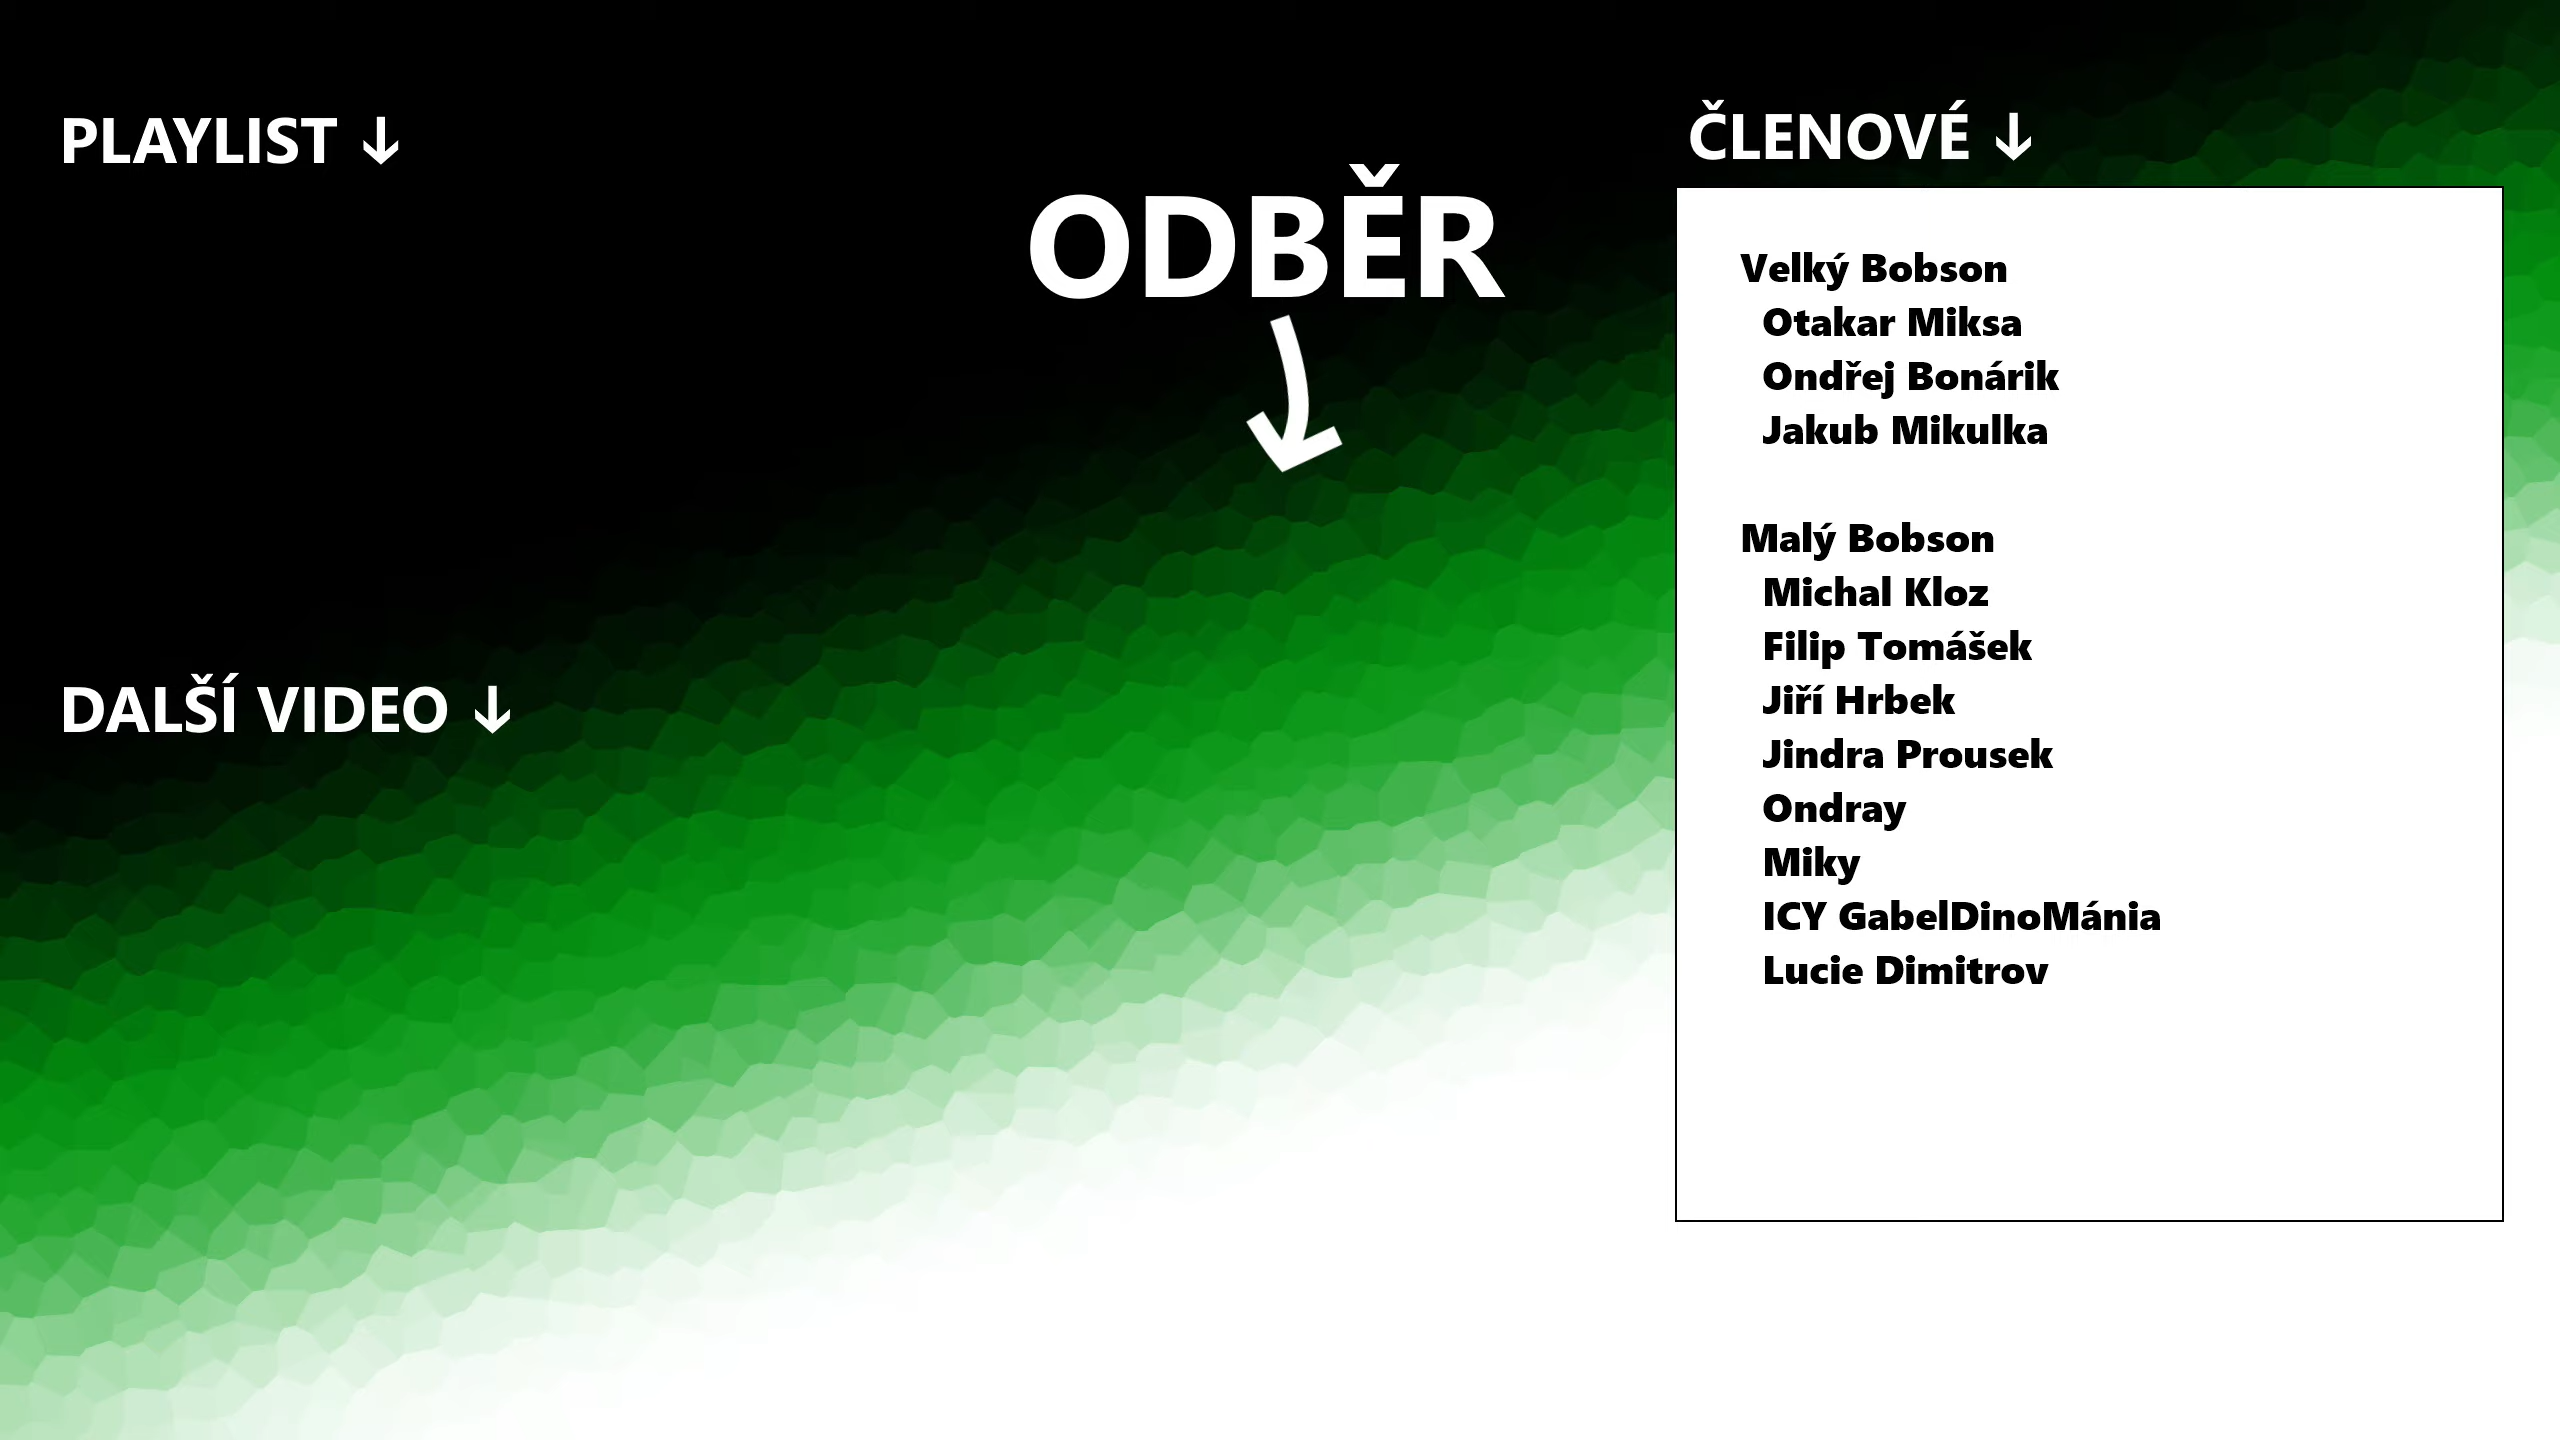 PLAYLIST ↓
DALŠÍ VIDEO ↓
ODBĚR
ČLENOVÉ ↓
Velký Bobson
Otakar Miksa
Ondřej Bonárik
Jakub Mikulka
Malý Bobson
Michal Kloz
Filip Tomášek
Jiří Hrbek
Jindra Prousek
Ondray
Miky
ICY GabelDinoMánia
Lucie Dimitrov